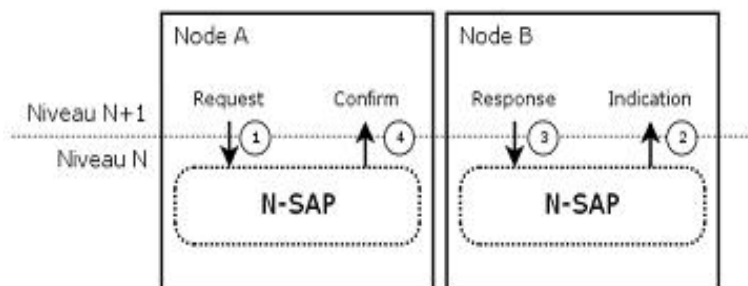 Node A
Node B
Request
Confirm
Response
Indication
Niveau N+1
1
4
3
2
Niveau N
N-SAP
N-SAP